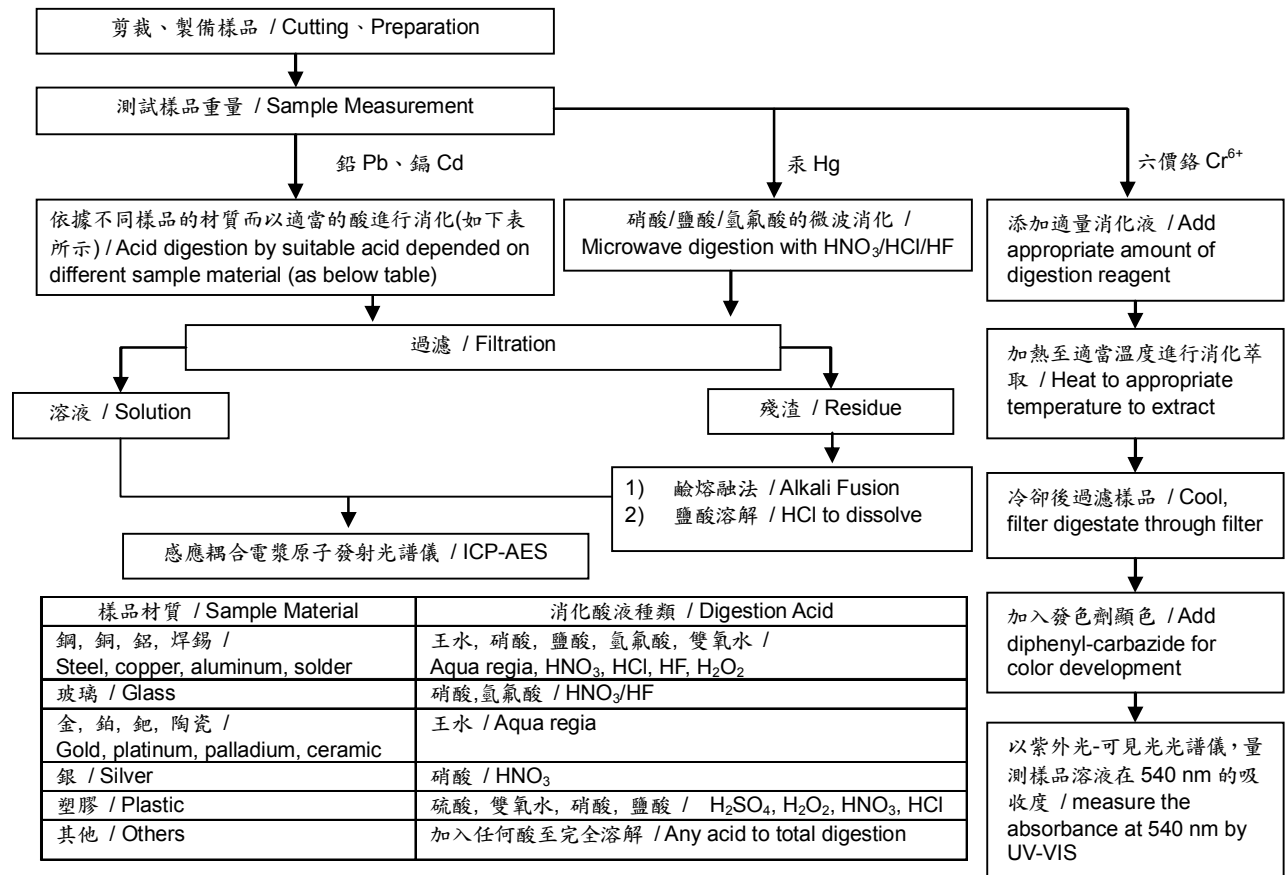 剪裁、製備樣品 / Cutting、Preparation
測試樣品重量 / Sample Measurement
鉛 Pb、鎘 Cd
汞 Hg
六價鉻 Cr⁶⁺
依據不同樣品的材質而以適當的酸進行消化(如下表
所示) / Acid digestion by suitable acid depended on
different sample material (as below table)
硝酸/鹽酸/氫氟酸的微波消化 /
Microwave digestion with HNO₃/HCl/HF
添加適量消化液 / Add
appropriate amount of
digestion reagent
過濾 / Filtration
加熱至適當溫度進行消化萃
取 / Heat to appropriate
temperature to extract
溶液 / Solution
殘渣 / Residue
1) 鹼熔融法 / Alkali Fusion
2) 鹽酸溶解 / HCl to dissolve
冷卻後過濾樣品 / Cool,
filter digestate through filter
感應耦合電漿原子發射光譜儀 / ICP-AES
加入發色劑顯色 / Add
diphenyl-carbazide for
color development
以紫外光-可見光光譜儀，量
測樣品溶液在 540 nm 的吸
收度 / measure the
absorbance at 540 nm by
UV-VIS
樣品材質 / Sample Material
消化酸液種類 / Digestion Acid
鋼, 銅, 鋁, 焊錫 /
Steel, copper, aluminum, solder
王水, 硝酸, 鹽酸, 氫氟酸, 雙氧水 /
Aqua regia, HNO₃, HCl, HF, H₂O₂
玻璃 / Glass
硝酸,氫氟酸 / HNO₃/HF
金, 鉑, 鈀, 陶瓷 /
Gold, platinum, palladium, ceramic
王水 / Aqua regia
銀 / Silver
硝酸 / HNO₃
塑膠 / Plastic
硫酸, 雙氧水, 硝酸, 鹽酸 / H₂SO₄, H₂O₂, HNO₃, HCl
其他 / Others
加入任何酸至完全溶解 / Any acid to total digestion